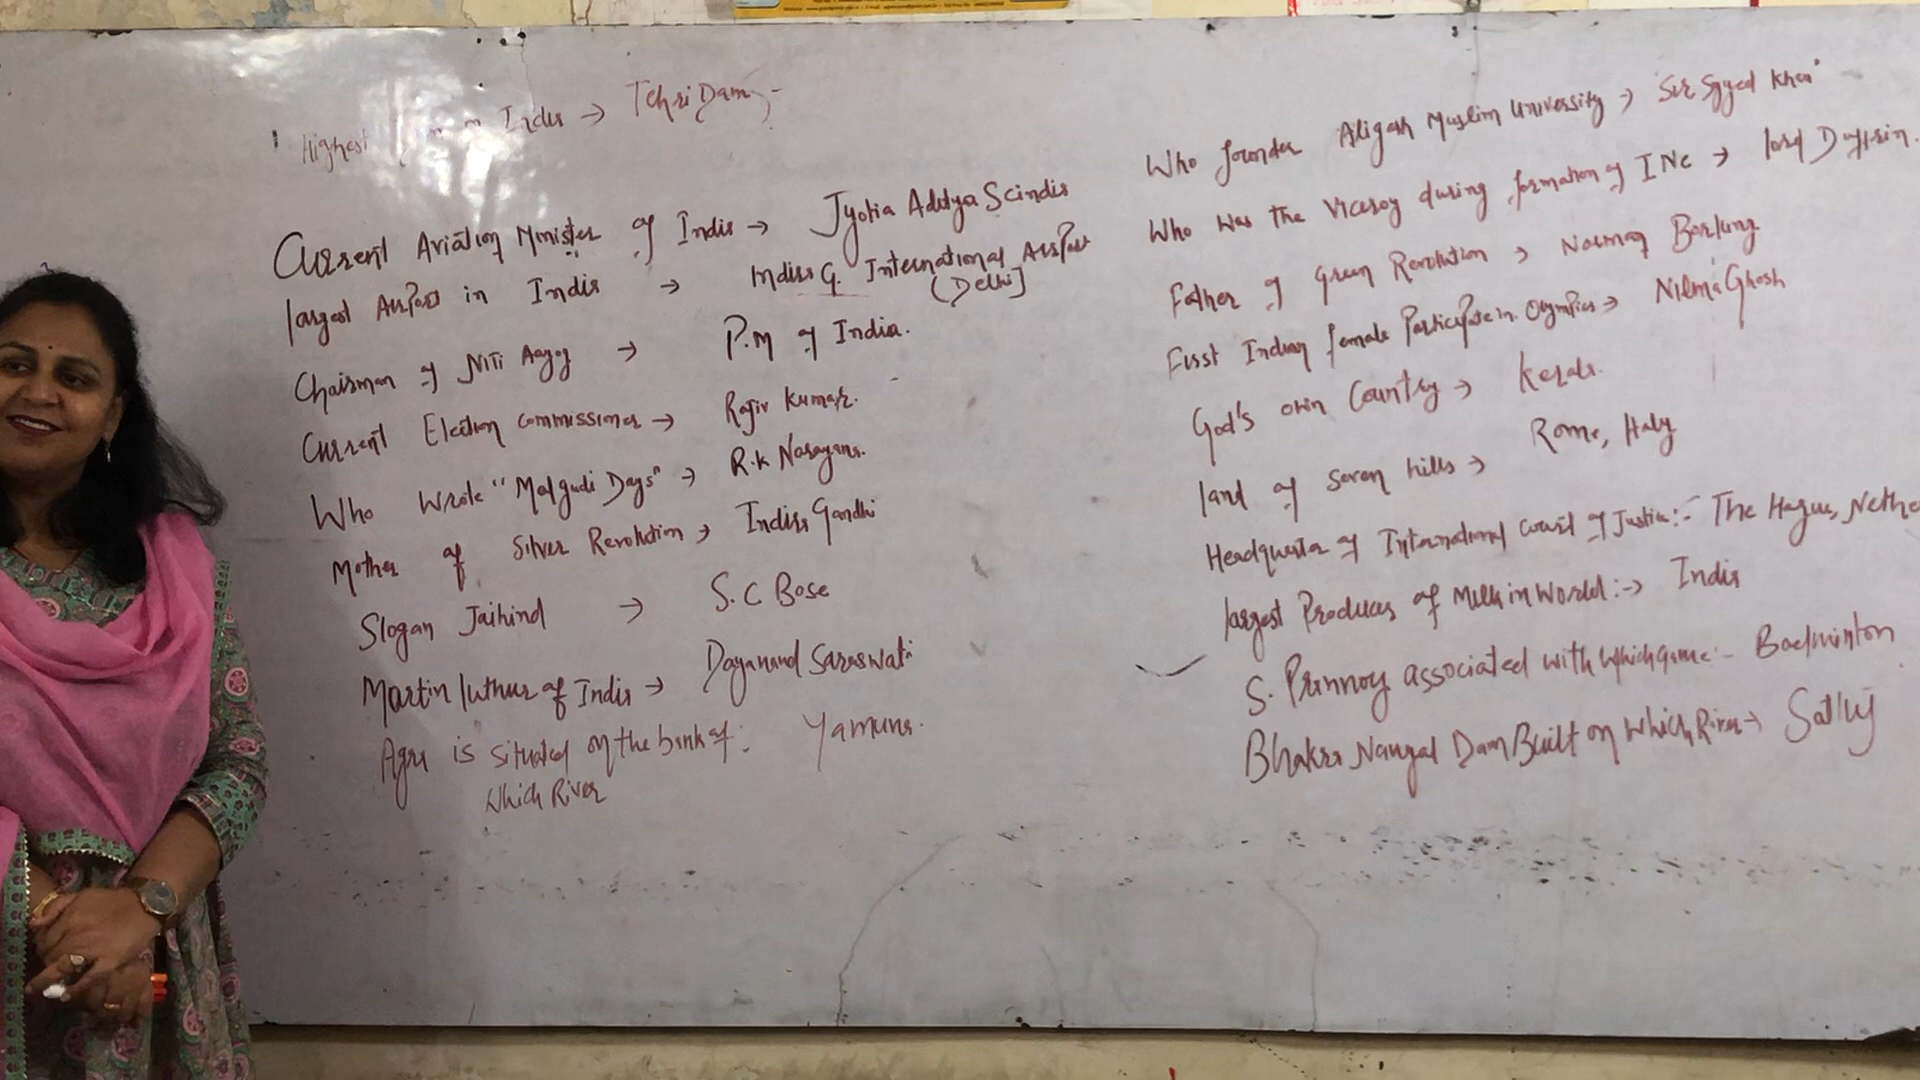 Highest in India → Tehri Dam
Current Aviation Minister of India → Jyotia Aditya Scindia
largest Airport in India → Indira G. International Airport
(Delhi]
Chairman of NITI Aayog → P.M of India.
Current Election commissioner → Rajiv Kumar.
Who wrote "Malgudi Days" → R.K Narayana.
Mother of Silver Revolution → Indira Gandhi
Slogan Jaihind → S.C Bose
Martin luthur of India → Dayanand Saraswati
Agra is situated on the bank of: Yamuna.
which River
Who founder Aligarh Muslim University → Sir Syyed Khan
Who was the Viceroy during formation of INC → lord Duffrin.
Father of Green Revolution → Norman Borlung
First Indian female Participate in Olympics → Nilima Ghosh
God's own Country → Kerala.
land of seven hills → Rome, Italy
Headquarter of International Court of Justice:- The Hague, Nethe
largest Producer of Milk in World :-> India
S. Prannoy associated with which game:- Badminton
Bhakra Nangal Dam Built on which River → Satluj